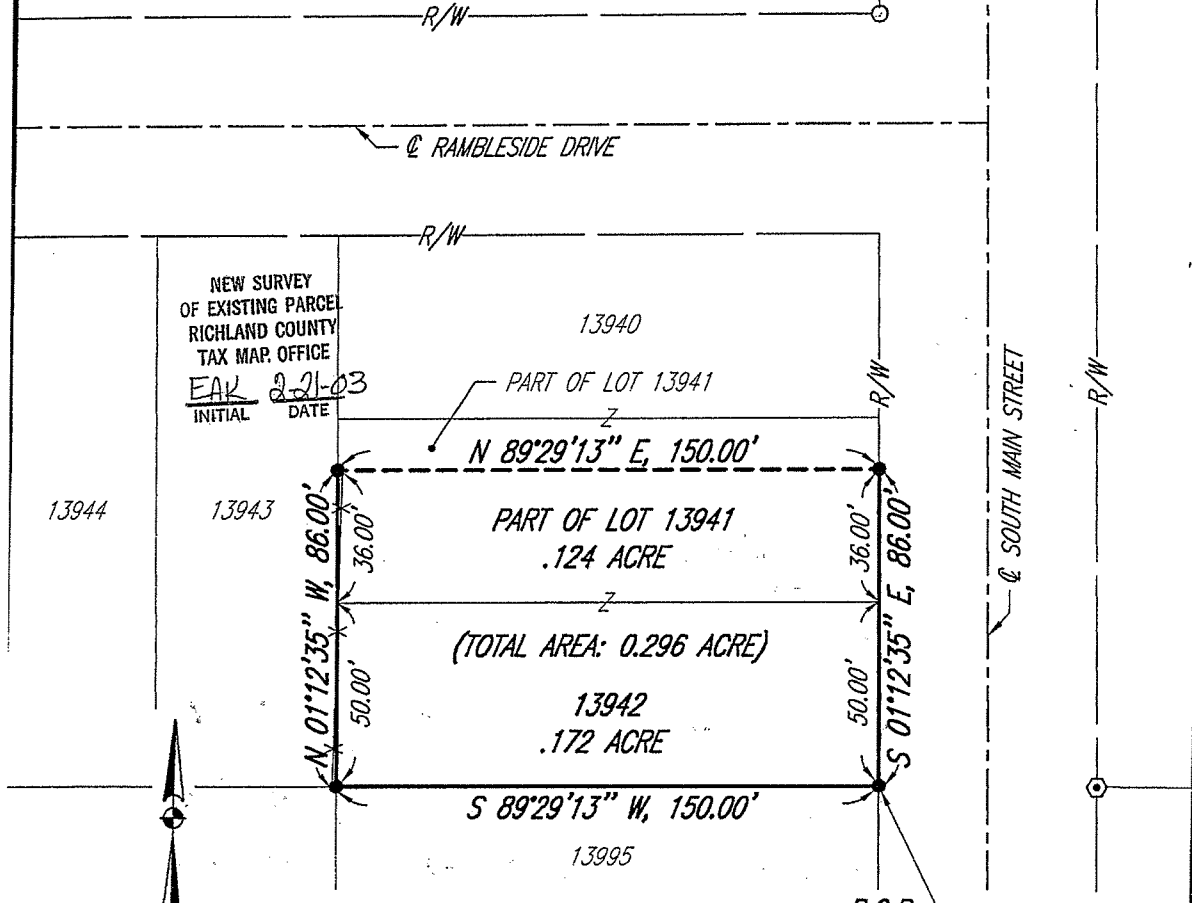 R/W
℄ RAMBLESIDE DRIVE
R/W
NEW SURVEY
OF EXISTING PARCEL
RICHLAND COUNTY
TAX MAP. OFFICE
EAK 2-21-03
INITIAL DATE
13940
PART OF LOT 13941
R/W
R/W
℄ SOUTH MAIN STREET
Z
N 89°29'13" E, 150.00'
13944
13943
N 01°12'35" W, 86.00'
36.00'
PART OF LOT 13941
.124 ACRE
36.00'
S 01°12'35" E, 86.00'
Z
(TOTAL AREA: 0.296 ACRE)
50.00'
13942
.172 ACRE
50.00'
S 89°29'13" W, 150.00'
13995